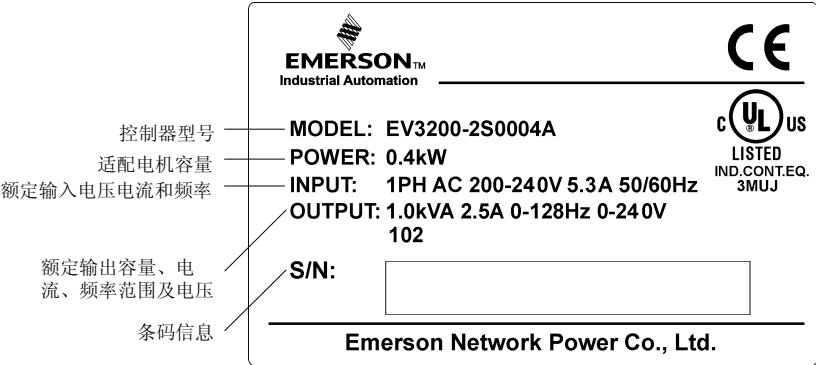 EMERSON™
Industrial Automation
CE
控制器型号
MODEL: EV3200-2S0004A
适配电机容量
POWER: 0.4kW
额定输入电压电流和频率
INPUT: 1PH AC 200-240V 5.3A 50/60Hz
OUTPUT: 1.0kVA 2.5A 0-128Hz 0-240V
102
C UL ® US
LISTED
IND.CONT.EQ.
3MUJ
额定输出容量、电
流、频率范围及电压
S/N:
条码信息
Emerson Network Power Co., Ltd.